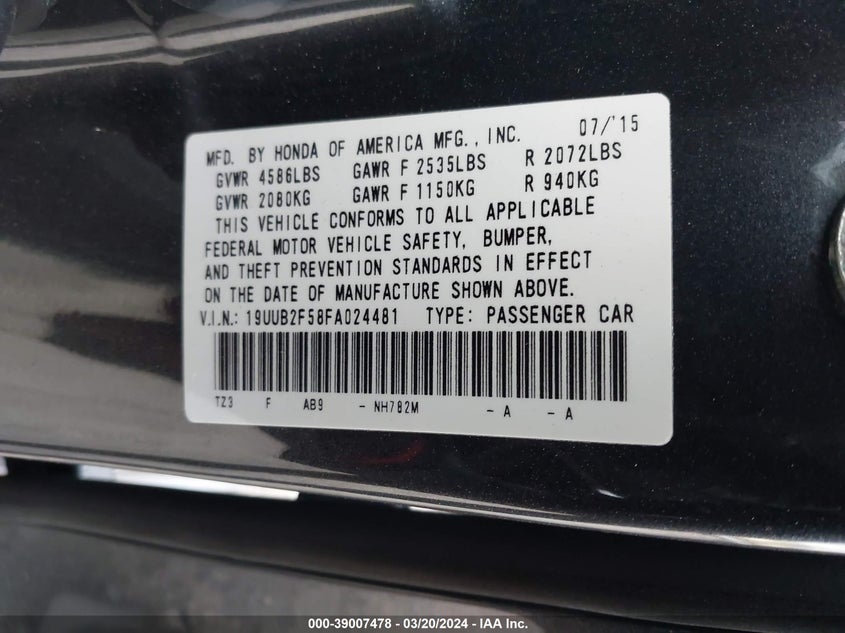 MFD. BY HONDA OF AMERICA MFG., INC. 07/'15
GVWR 4586LBS GAWR F 2535LBS R 2072LBS
GVWR 2080KG GAWR F 1150KG R 940KG
THIS VEHICLE CONFORMS TO ALL APPLICABLE
FEDERAL MOTOR VEHICLE SAFETY, BUMPER,
AND THEFT PREVENTION STANDARDS IN EFFECT
ON THE DATE OF MANUFACTURE SHOWN ABOVE.
V.I.N.: 19UUB2F58FA024481 TYPE: PASSENGER CAR
TZ3 F AB9 - NH782M - A - A
000-39007478 - 03/20/2024 - IAA Inc.